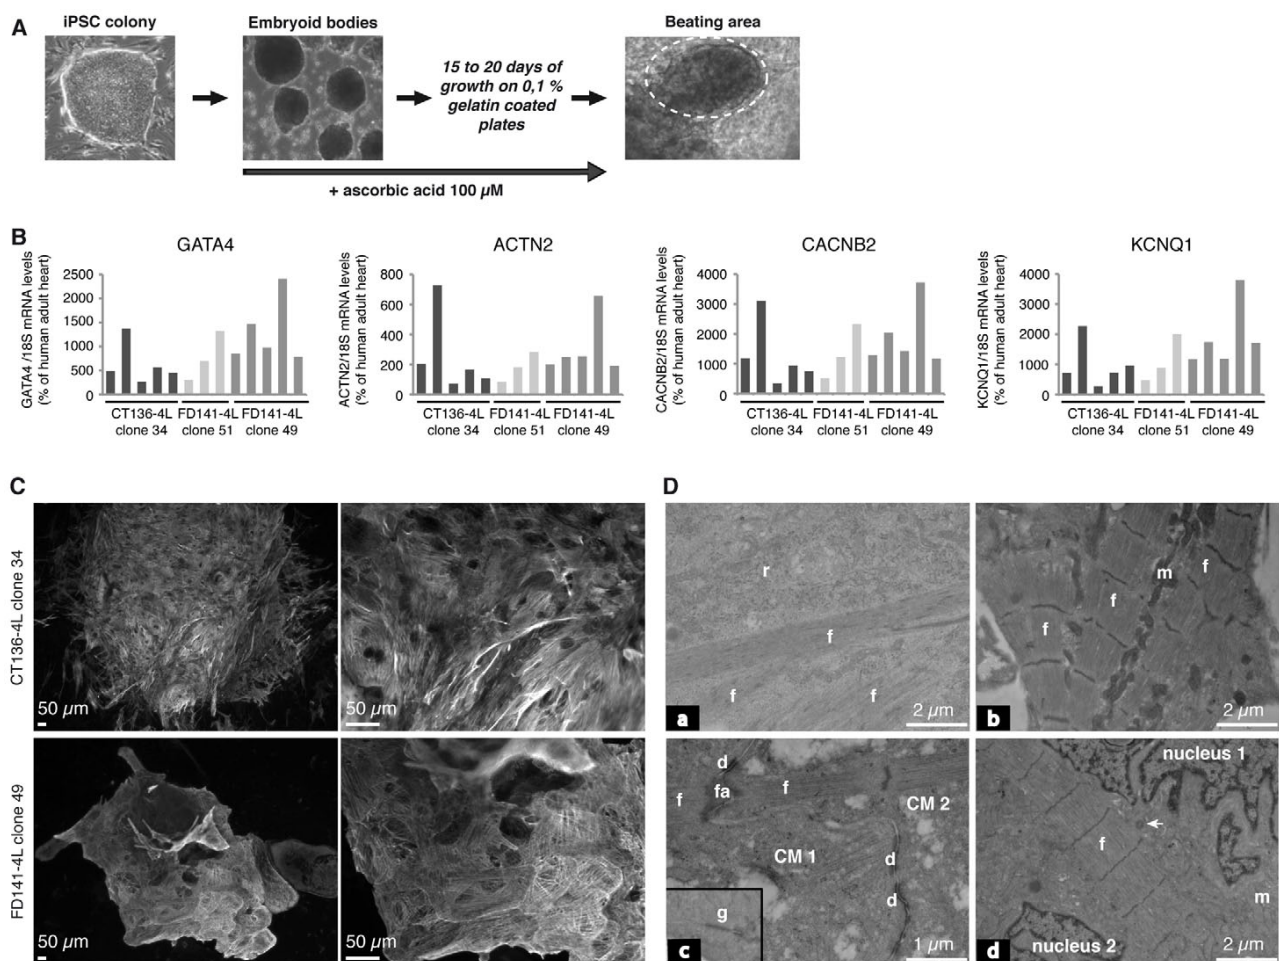 A
iPSC colony
Embryoid bodies
15 to 20 days of
growth on 0,1 %
gelatin coated
plates
Beating area
+ ascorbic acid 100 µM
B
GATA4
GATA4 /18S mRNA levels
(% of human adult heart)
2500
2000
1500
1000
500
0
CT136-4L
clone 34
FD141-4L
clone 51
FD141-4L
clone 49
ACTN2
ACTN2/18S mRNA levels
(% of human adult heart)
800
600
400
200
0
CT136-4L
clone 34
FD141-4L
clone 51
FD141-4L
clone 49
CACNB2
CACNB2/18S mRNA levels
(% of human adult heart)
4000
3000
2000
1000
0
CT136-4L
clone 34
FD141-4L
clone 51
FD141-4L
clone 49
KCNQ1
KCNQ1/18S mRNA levels
(% of human adult heart)
4000
3000
2000
1000
0
CT136-4L
clone 34
FD141-4L
clone 51
FD141-4L
clone 49
C
CT136-4L clone 34
50 µm
50 µm
FD141-4L clone 49
50 µm
50 µm
D
r
f
f
f
a
2 µm
f
m
f
f
b
2 µm
d
f
fa
f
CM 2
CM 1
d
d
g
c
1 µm
nucleus 1
f
m
nucleus 2
d
2 µm